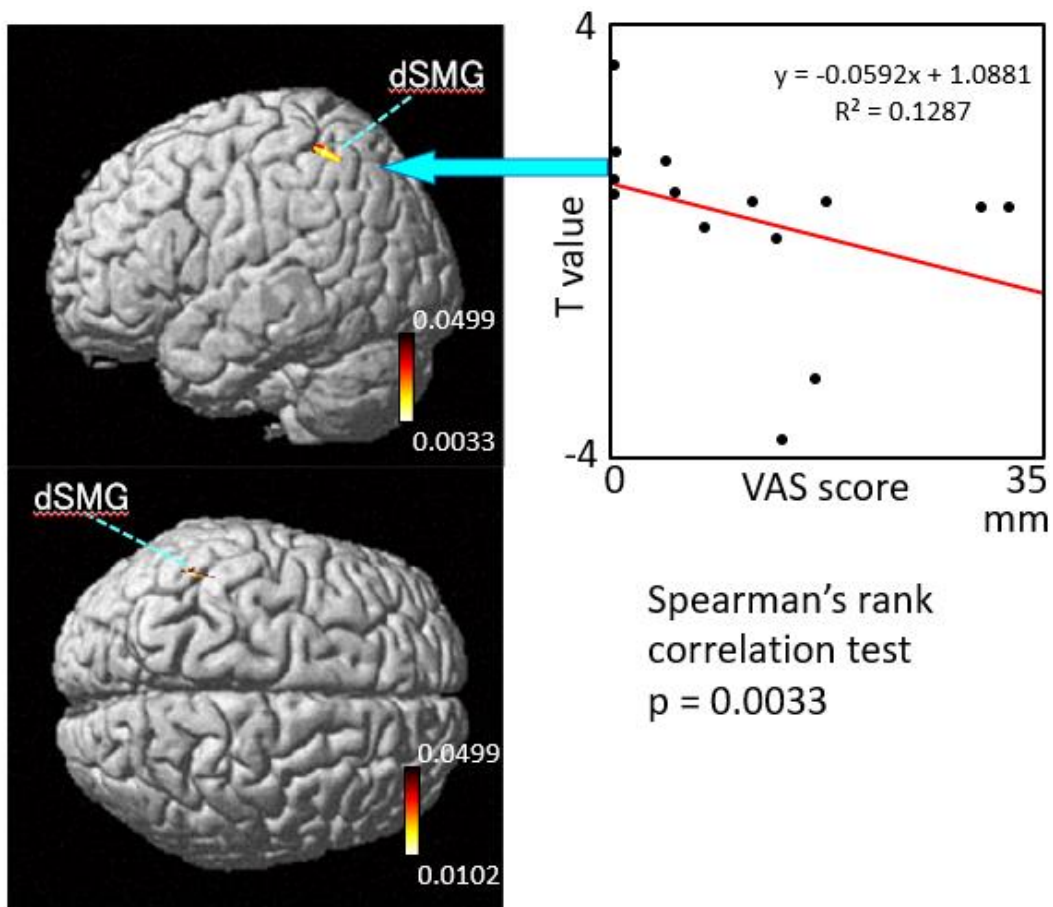 dSMG
0.0499
0.0033
dSMG
0.0499
0.0102
4
y = -0.0592x + 1.0881
R² = 0.1287
T value
-4
0
VAS score
35
mm
Spearman’s rank
correlation test
p = 0.0033